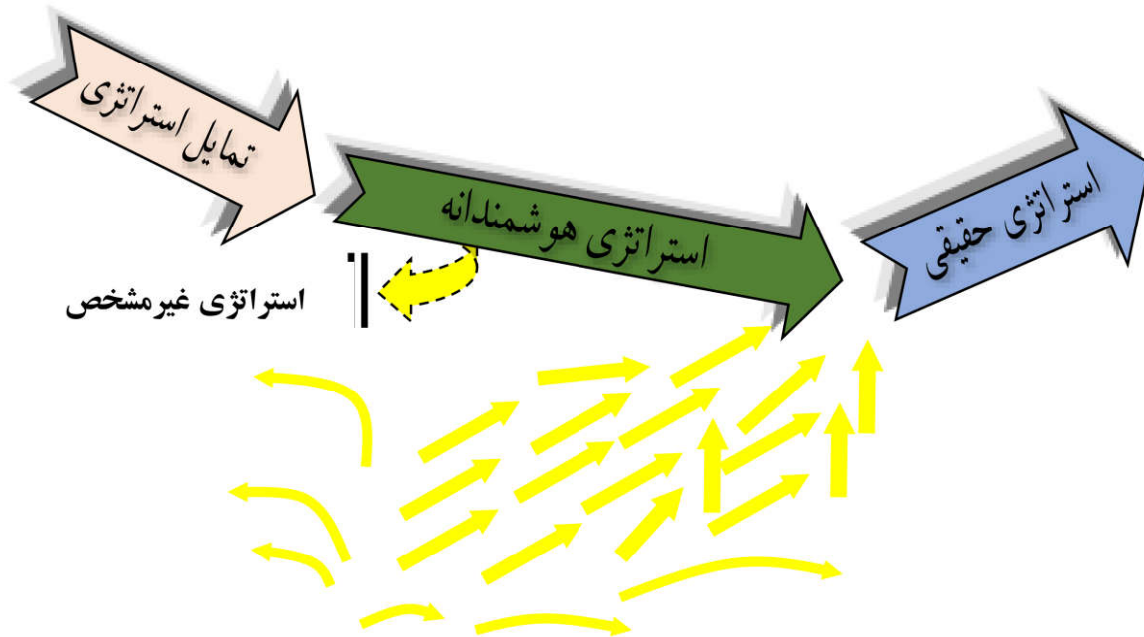 تمایل استراتژی
استراتژی هوشمندانه
استراتژی حقیقی
استراتژی غیرمشخص